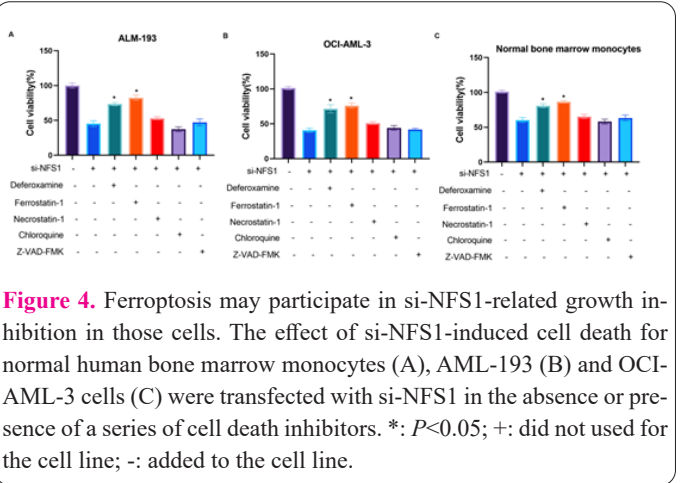 A B C
ALM-193 OCI-AML-3 Normal bone marrow monocytes
Cell viability(%) Cell viability(%) Cell viability(%)
150 150 150
100 100 100
50 50 50
0 0 0
* * * * * *
si-NFS1 - + + + + + + si-NFS1 - + + + + + + si-NFS1 - + + + + + +
Deferoxamine - - + - - - - Deferoxamine - - + - - - - Deferoxamine - - + - - - -
Ferrostatin-1 - - - + - - - Ferrostatin-1 - - - + - - - Ferrostatin-1 - - - + - - -
Necrostatin-1 - - - - + - - Necrostatin-1 - - - - + - - Necrostatin-1 - - - - + - -
Chloroquine - - - - - + - Chloroquine - - - - - + - Chloroquine - - - - - + -
Z-VAD-FMK - - - - - - + Z-VAD-FMK - - - - - - + Z-VAD-FMK - - - - - - +
Figure 4. Ferroptosis may participate in si-NFS1-related growth in-
hibition in those cells. The effect of si-NFS1-induced cell death for
normal human bone marrow monocytes (A), AML-193 (B) and OCI-
AML-3 cells (C) were transfected with si-NFS1 in the absence or pre-
sence of a series of cell death inhibitors. *: P<0.05; +: did not used for
the cell line; -: added to the cell line.